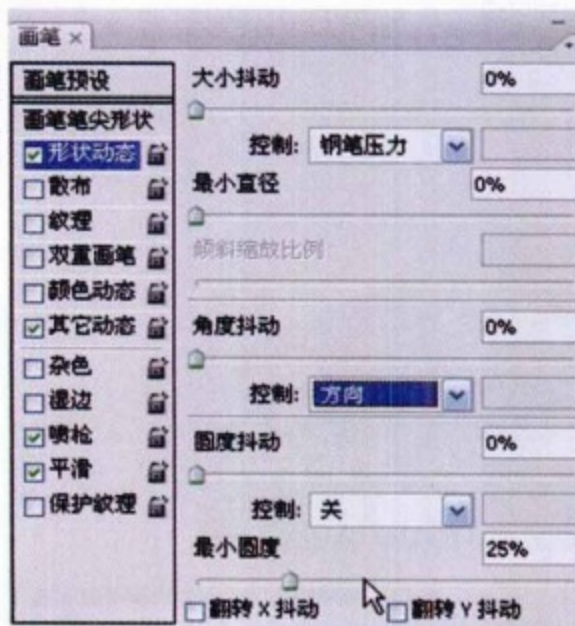 画笔 ×
画笔预设
画笔笔尖形状
形状动态
散布
纹理
双重画笔
颜色动态
其它动态
杂色
湿边
喷枪
平滑
保护纹理
大小抖动 0%
控制: 钢笔压力
最小直径 0%
倾斜缩放比例
角度抖动 0%
控制: 方向
圆度抖动 0%
控制: 关
最小圆度 25%
翻转 X 抖动 翻转 Y 抖动